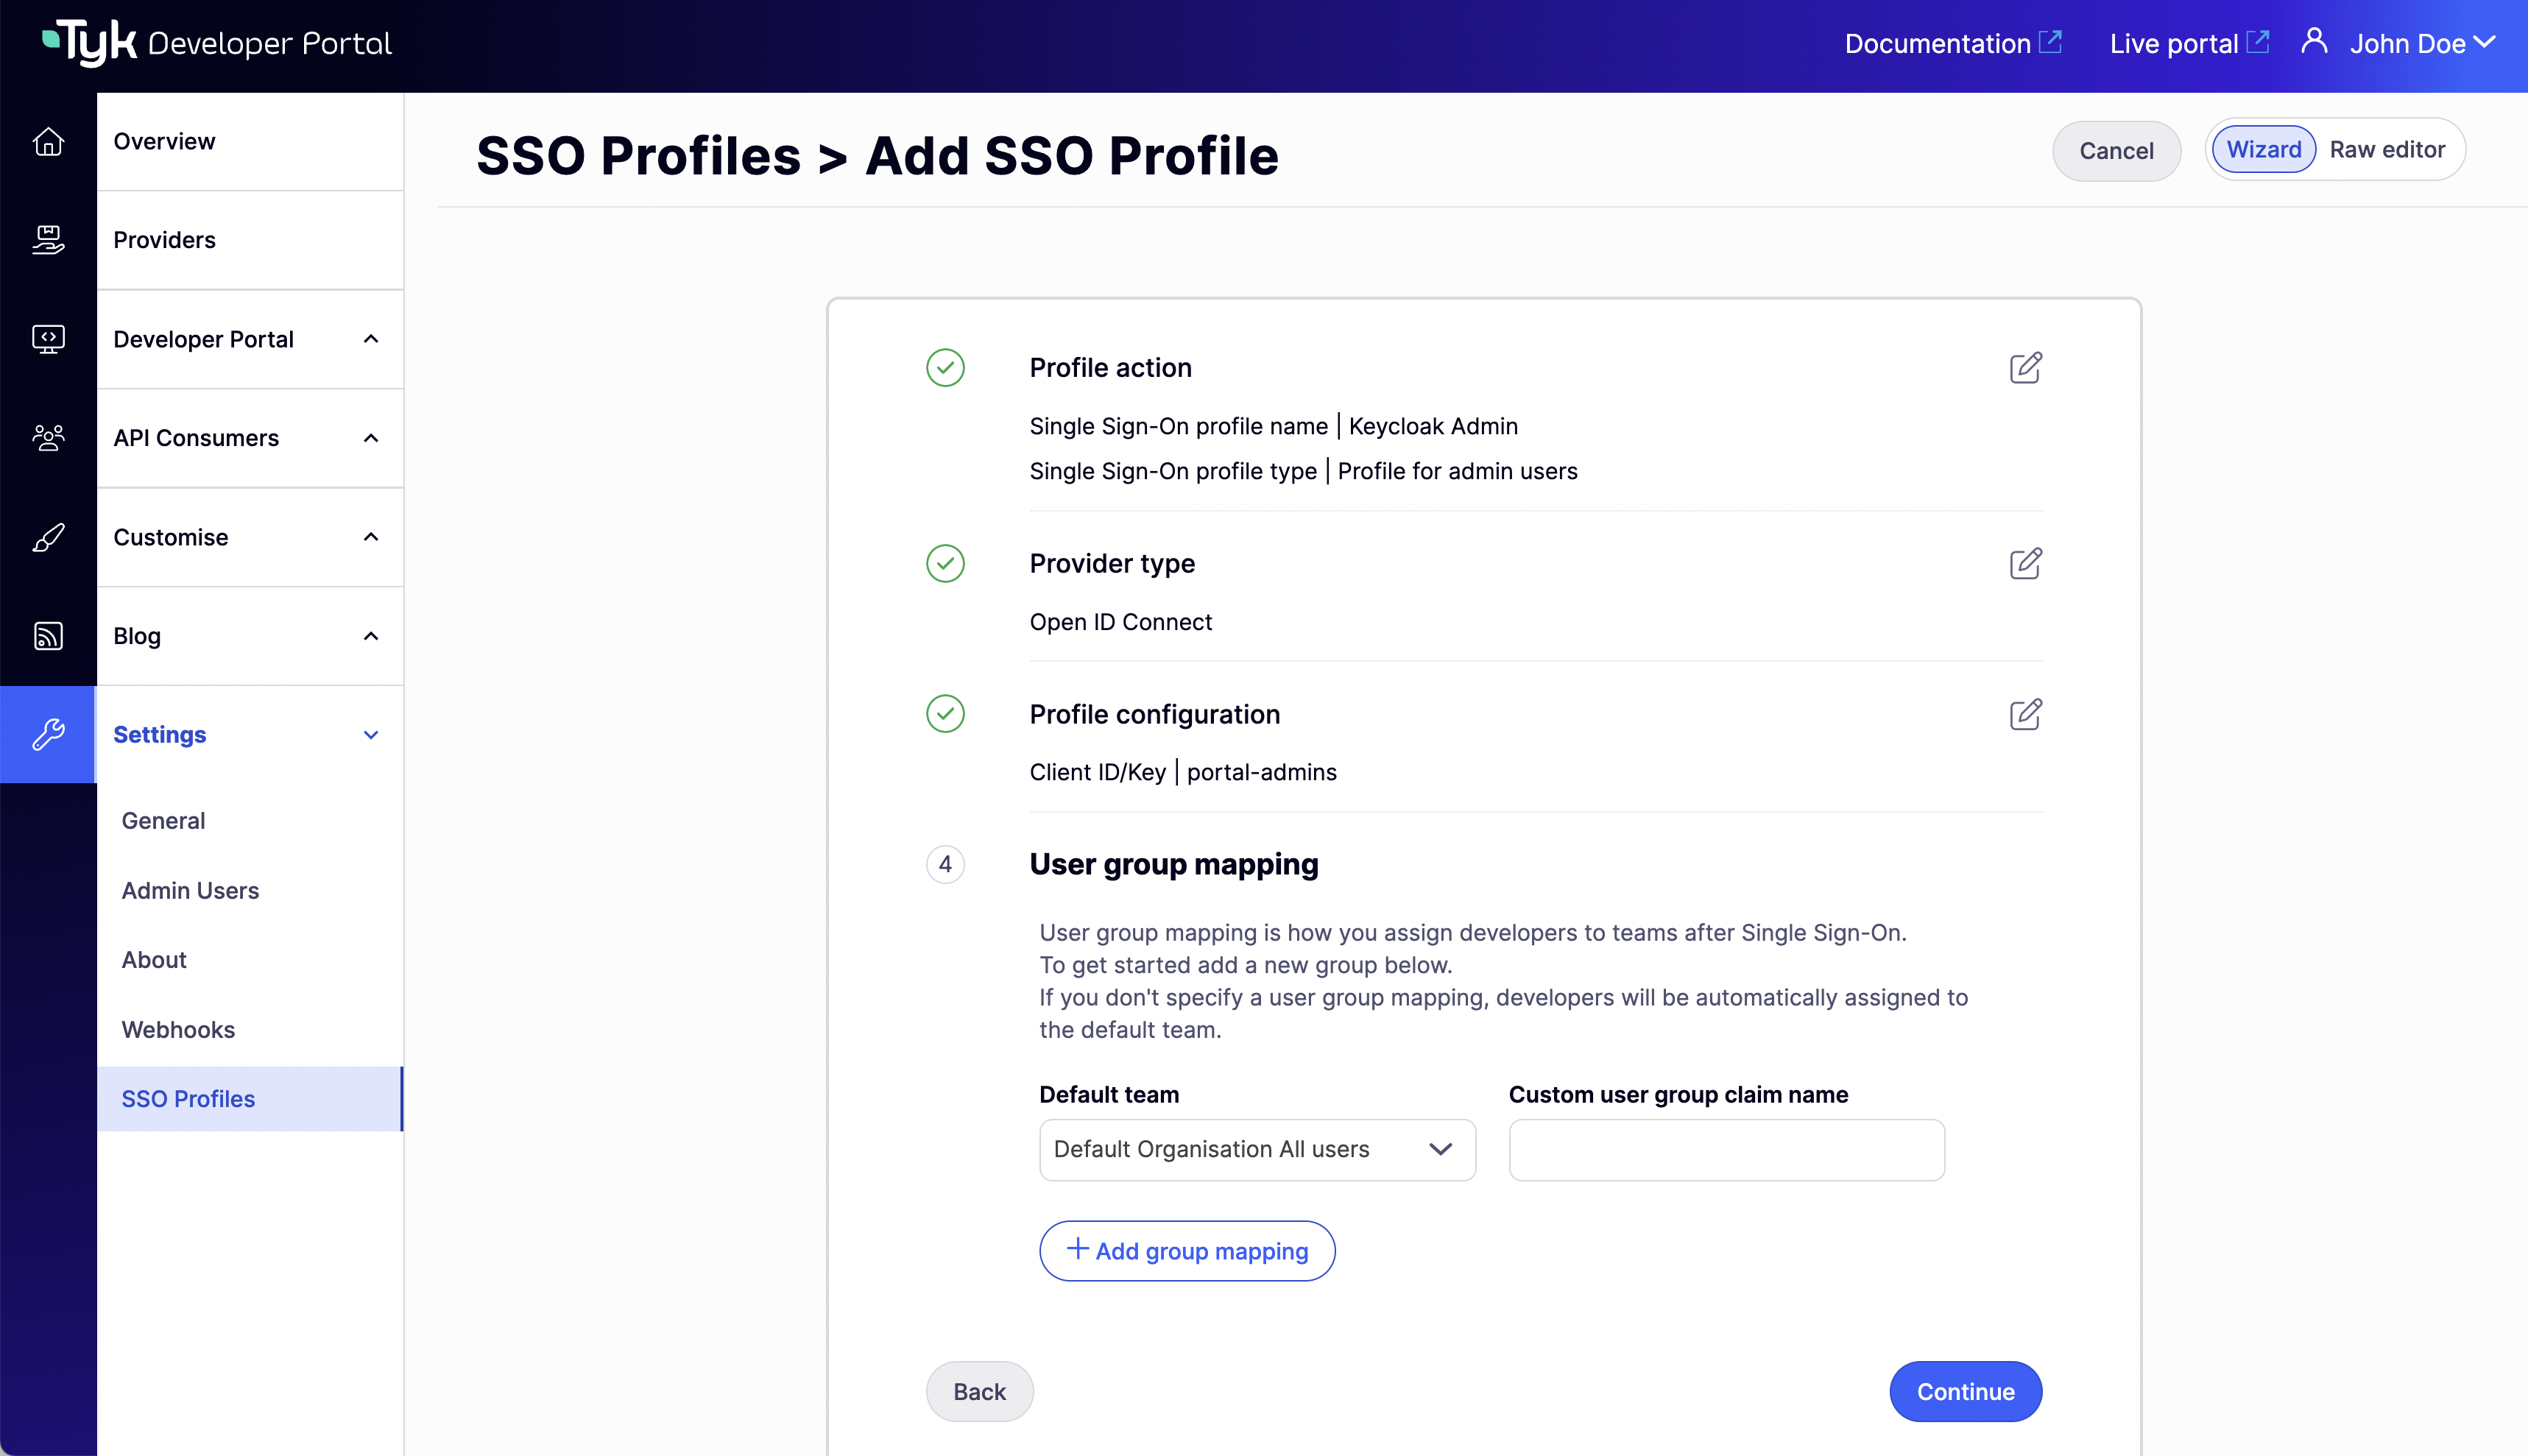 Tyk Developer Portal
Documentation
Live portal
John Doe
Overview
Providers
Developer Portal
API Consumers
Customise
Blog
Settings
General
Admin Users
About
Webhooks
SSO Profiles
SSO Profiles > Add SSO Profile
Cancel
Wizard
Raw editor
Profile action
Single Sign-On profile name | Keycloak Admin
Single Sign-On profile type | Profile for admin users
Provider type
Open ID Connect
Profile configuration
Client ID/Key | portal-admins
4
User group mapping
User group mapping is how you assign developers to teams after Single Sign-On.
To get started add a new group below.
If you don't specify a user group mapping, developers will be automatically assigned to
the default team.
Default team
Custom user group claim name
Default Organisation All users
Add group mapping
Back
Continue